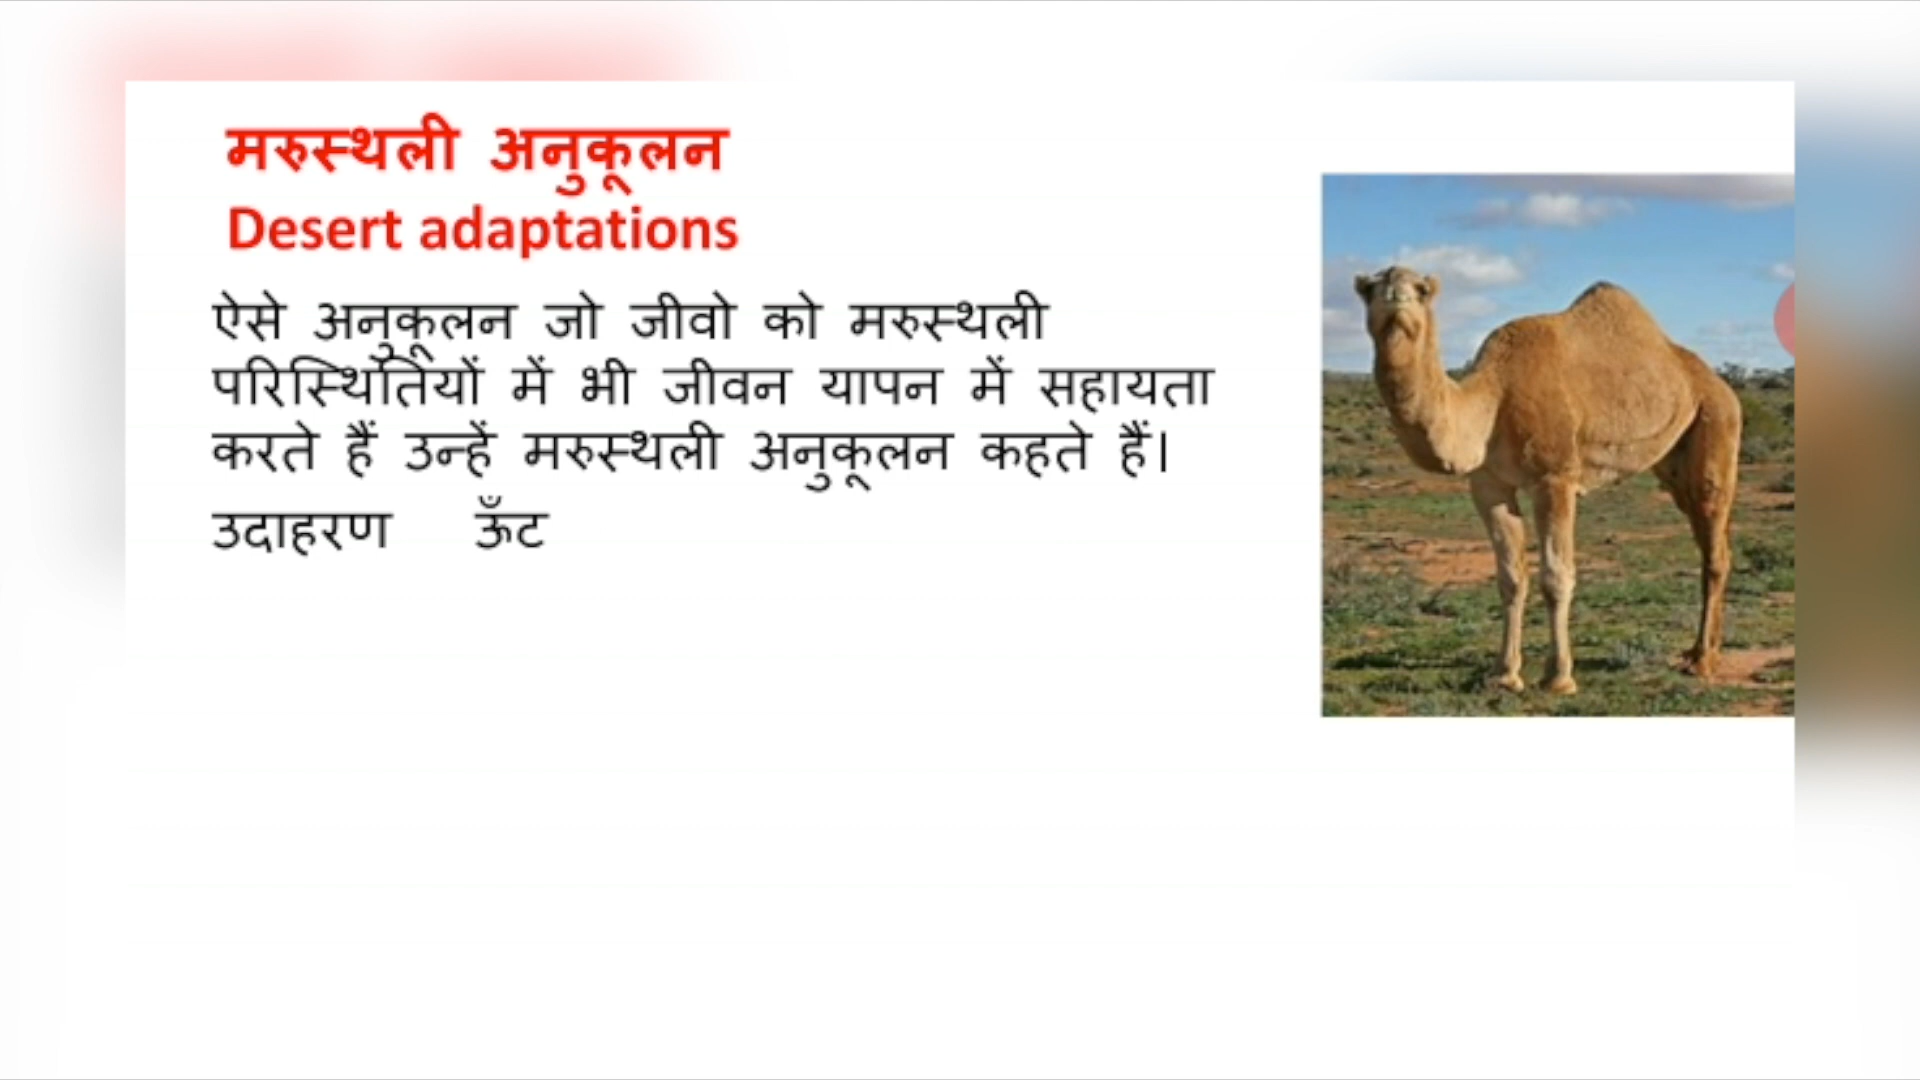 मरुस्थली अनुकूलन
Desert adaptations
ऐसे अनुकूलन जो जीवो को मरुस्थली
परिस्थितियों में भी जीवन यापन में सहायता
करते हैं उन्हें मरुस्थली अनुकूलन कहते हैं।
उदाहरण ऊँट